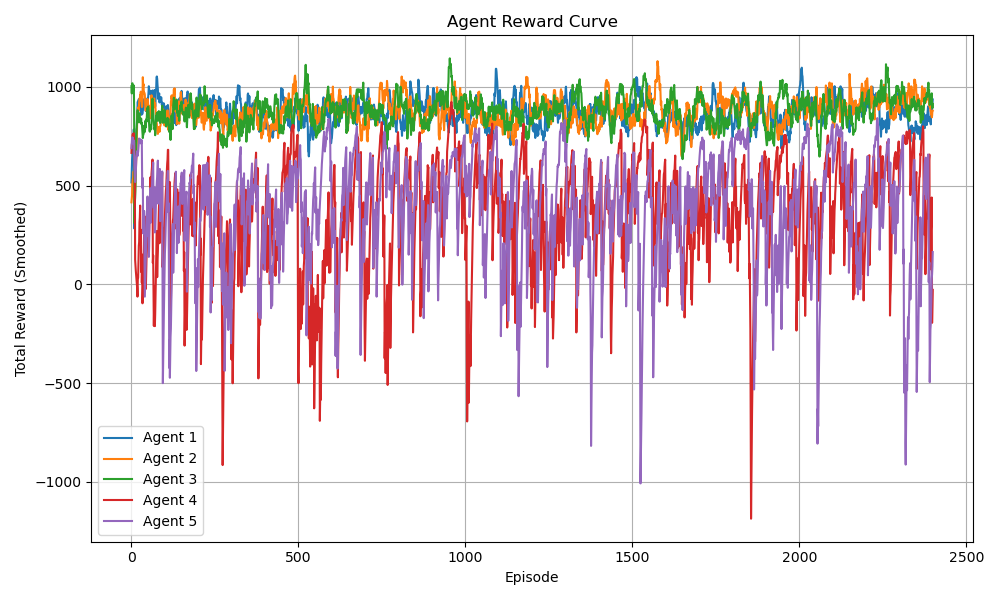 Agent Reward Curve
Total Reward (Smoothed)
1000
500
0
−500
−1000
Agent 1
Agent 2
Agent 3
Agent 4
Agent 5
0 500 1000 1500 2000 2500
Episode